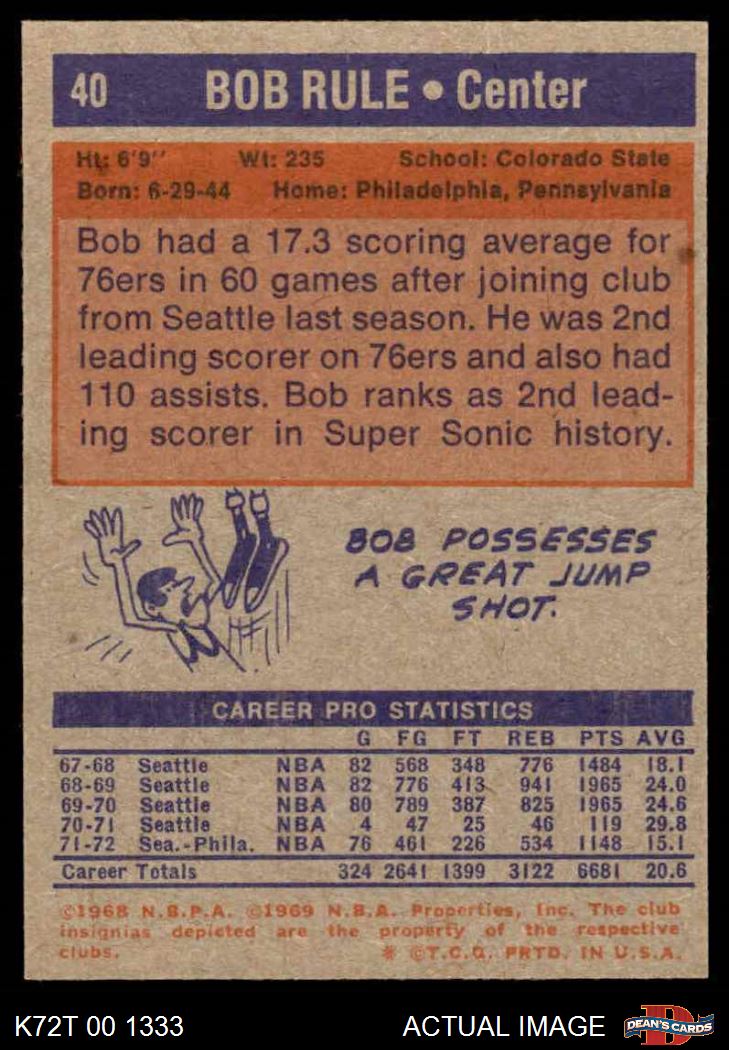 40 BOB RULE • Center
Ht: 6'9" Wt: 235 School: Colorado State
Born: 6-29-44 Home: Philadelphia, Pennsylvania
Bob had a 17.3 scoring average for
76ers in 60 games after joining club
from Seattle last season. He was 2nd
leading scorer on 76ers and also had
110 assists. Bob ranks as 2nd lead-
ing scorer in Super Sonic history.
BOB POSSESSES
A GREAT JUMP
SHOT.
CAREER PRO STATISTICS
G FG FT REB PTS AVG
67-68 Seattle NBA 82 568 348 776 1484 18.1
68-69 Seattle NBA 82 776 413 941 1965 24.0
69-70 Seattle NBA 80 789 387 825 1965 24.6
70-71 Seattle NBA 4 47 25 46 119 29.8
71-72 Sea.-Phila. NBA 76 461 226 534 1148 15.1
Career Totals 324 2641 1399 3122 6681 20.6
©1968 N.B.P.A. ©1969 N.B.A. Properties, Inc. The club
insignias depicted are the property of the respective
clubs. * ©T.C.G. PRTD. IN U.S.A.
K72T 00 1333 ACTUAL IMAGE DEAN'S CARDS